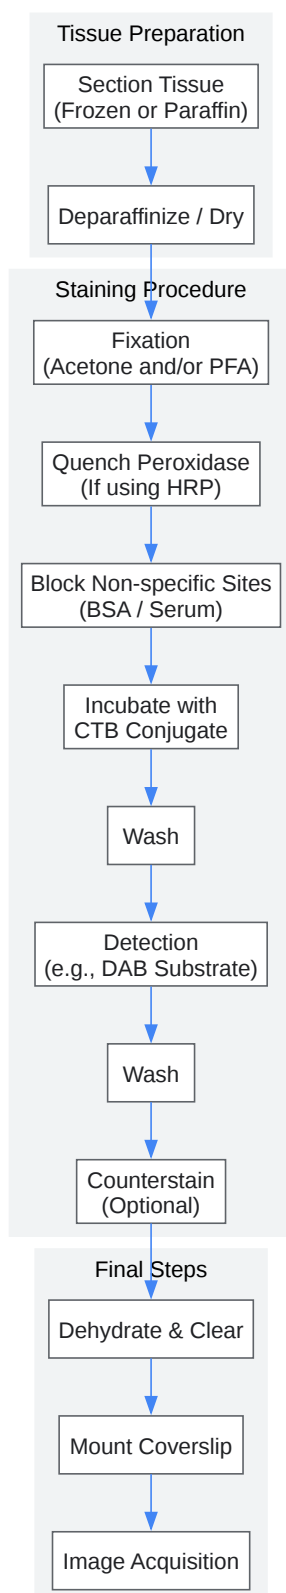 Tissue Preparation
Section Tissue
(Frozen or Paraffin)
Deparaffinize / Dry
Staining Procedure
Fixation
(Acetone and/or PFA)
Quench Peroxidase
(If using HRP)
Block Non-specific Sites
(BSA / Serum)
Incubate with
CTB Conjugate
Wash
Detection
(e.g., DAB Substrate)
Wash
Counterstain
(Optional)
Final Steps
Dehydrate & Clear
Mount Coverslip
Image Acquisition